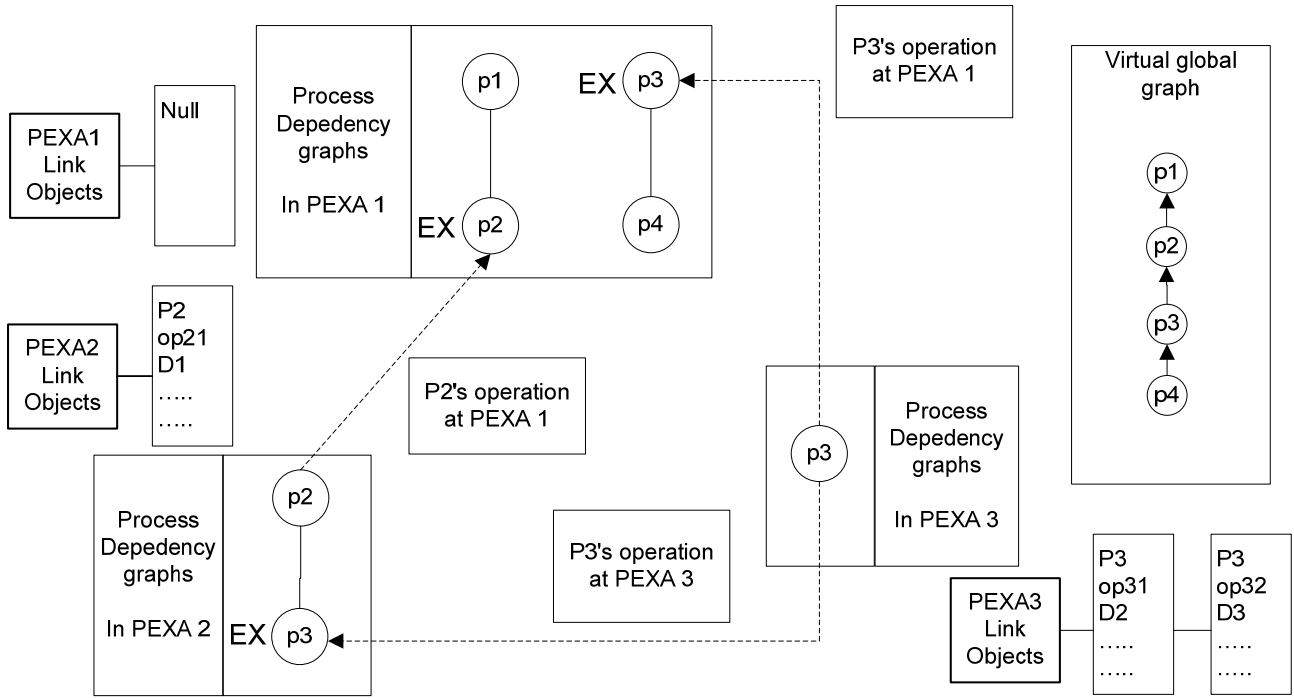 PEXA1
Link
Objects
Null
Process
Depedency
graphs
In PEXA 1
p1
EX
p2
EX
p3
p4
P3's operation
at PEXA 1
Virtual global
graph
p1
p2
p3
p4
PEXA2
Link
Objects
P2
op21
D1
.....
.....
P2's operation
at PEXA 1
Process
Depedency
graphs
In PEXA 2
p2
EX
p3
P3's operation
at PEXA 3
p3
Process
Depedency
graphs
In PEXA 3
PEXA3
Link
Objects
P3
op31
D2
.....
.....
P3
op32
D3
.....
.....